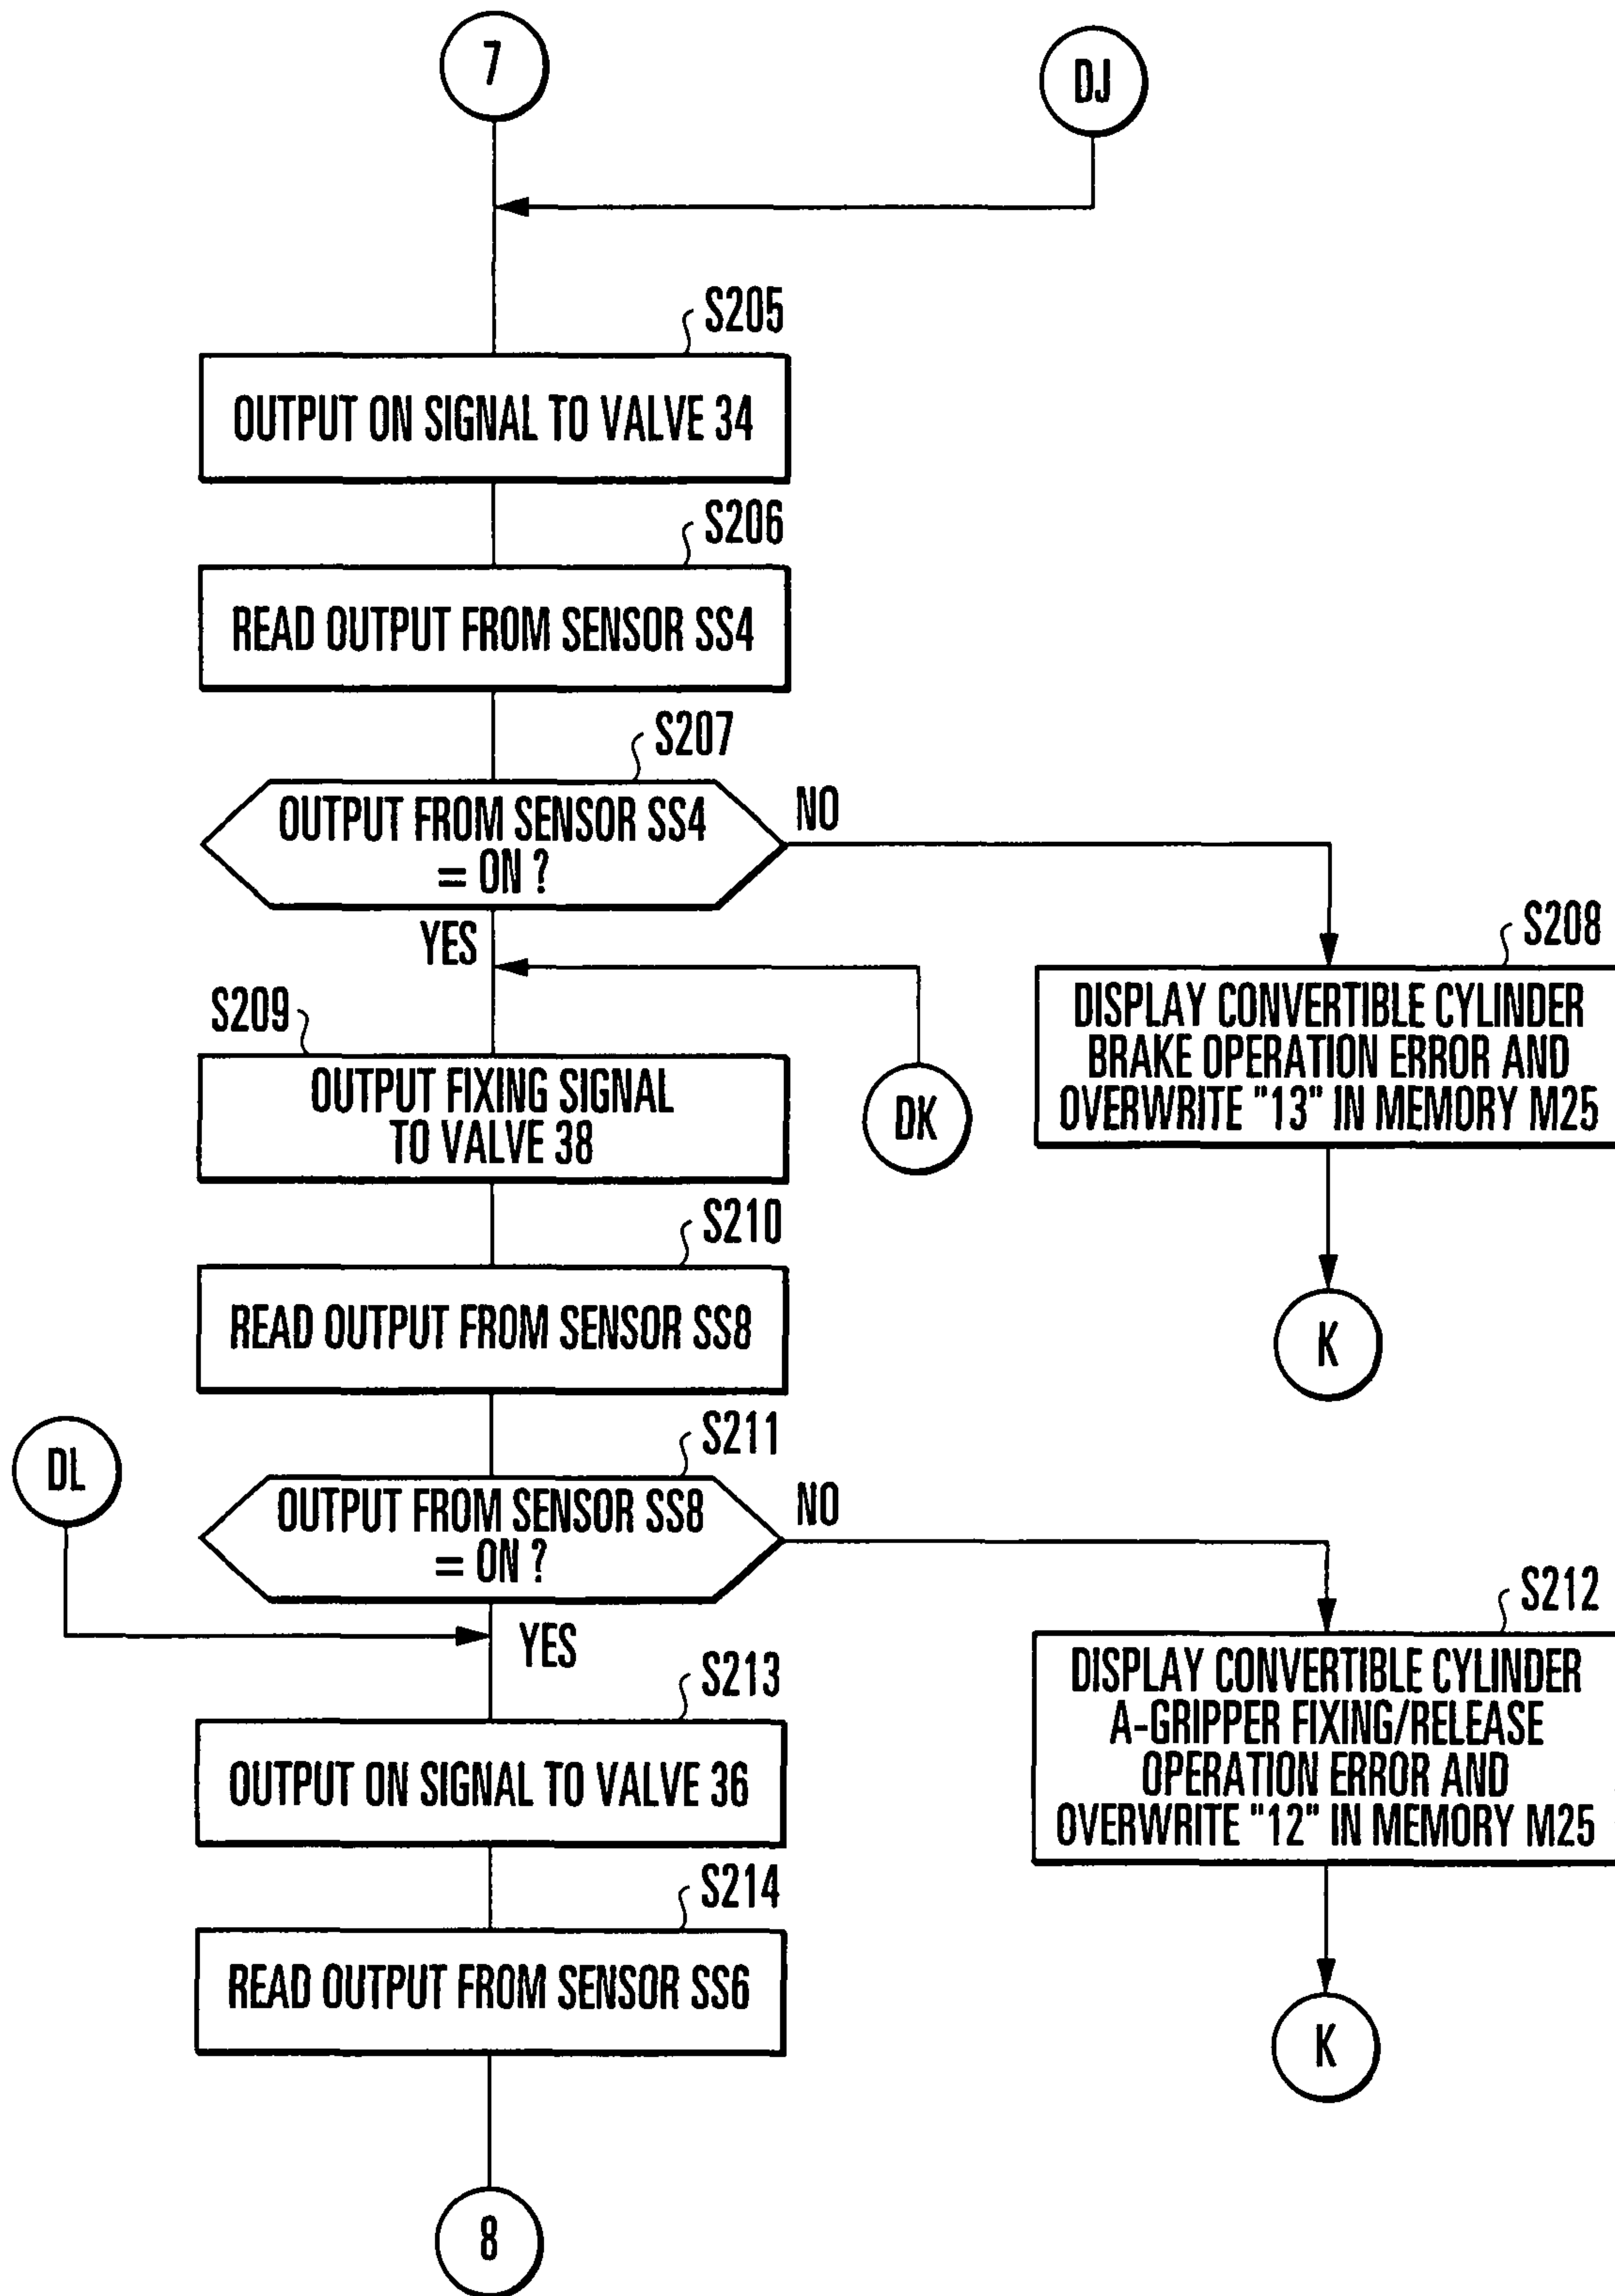 7
DJ
S205
OUTPUT ON SIGNAL TO VALVE 34
S206
READ OUTPUT FROM SENSOR SS4
S207
OUTPUT FROM SENSOR SS4
= ON ?
NO
YES
S208
DISPLAY CONVERTIBLE CYLINDER
BRAKE OPERATION ERROR AND
OVERWRITE "13" IN MEMORY M25
K
S209
OUTPUT FIXING SIGNAL
TO VALVE 38
DK
S210
READ OUTPUT FROM SENSOR SS8
DL
S211
OUTPUT FROM SENSOR SS8
= ON ?
NO
YES
S212
DISPLAY CONVERTIBLE CYLINDER
A-GRIPPER FIXING/RELEASE
OPERATION ERROR AND
OVERWRITE "12" IN MEMORY M25
K
S213
OUTPUT ON SIGNAL TO VALVE 36
S214
READ OUTPUT FROM SENSOR SS6
8